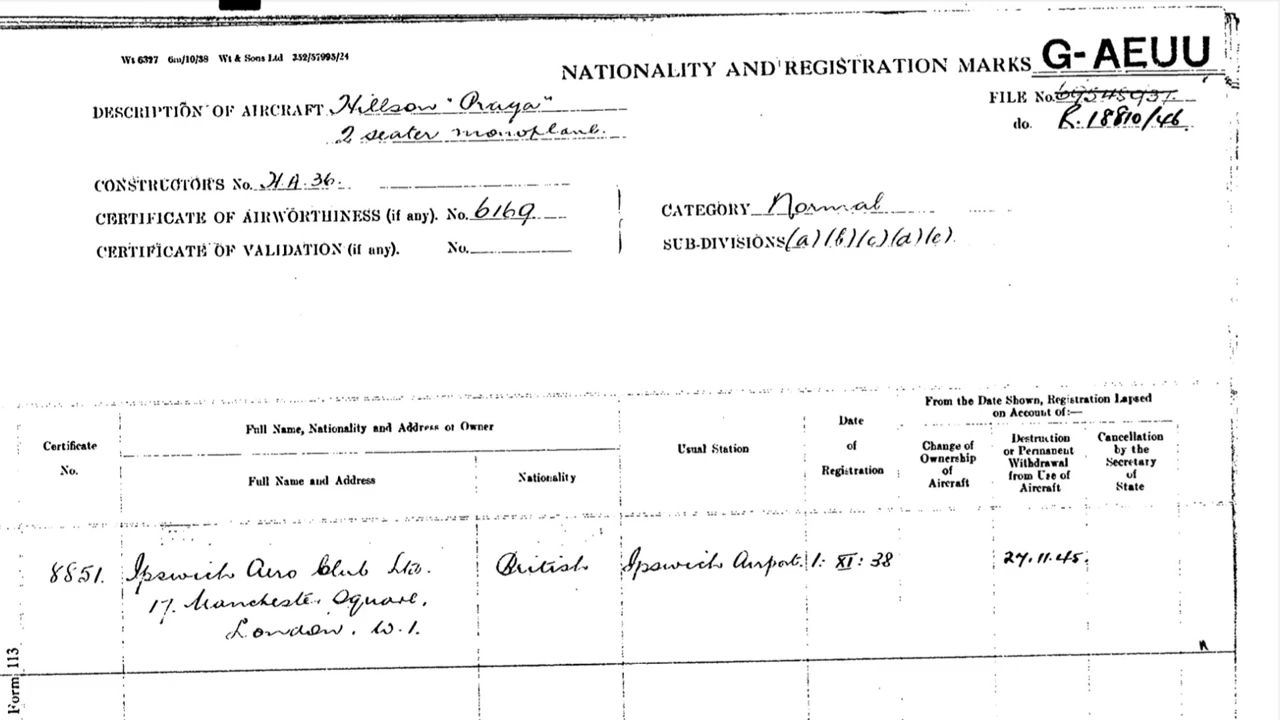 Wt 6327 6m/10/38 Wt & Sons Ltd 352/57995/24
NATIONALITY AND REGISTRATION MARKS G-AEUU
DESCRIPTION OF AIRCRAFT Hillson "Praga"
2 seater monoplane.
FILE No.
do. R. 18810/46
CONSTRUCTOR'S No. H.A. 36.
CERTIFICATE OF AIRWORTHINESS (if any). No. 6169
CERTIFICATE OF VALIDATION (if any). No.
CATEGORY Normal
SUB-DIVISIONS (a)(b)(c)(d)(e).
Certificate
No.
Full Name, Nationality and Address of Owner
Full Name and Address
Nationality
Usual Station
Date
of
Registration
From the Date Shown, Registration Lapsed
on Account of:—
Change of
Ownership
of
Aircraft
Destruction
or Permanent
Withdrawal
from Use of
Aircraft
Cancellation
by the
Secretary
of
State
8851. Ipswich Aero Club Ltd. British Ipswich Airport. 1: XI: 38 27.11.45.
17. Manchester Square,
London. W.1.
Form 113